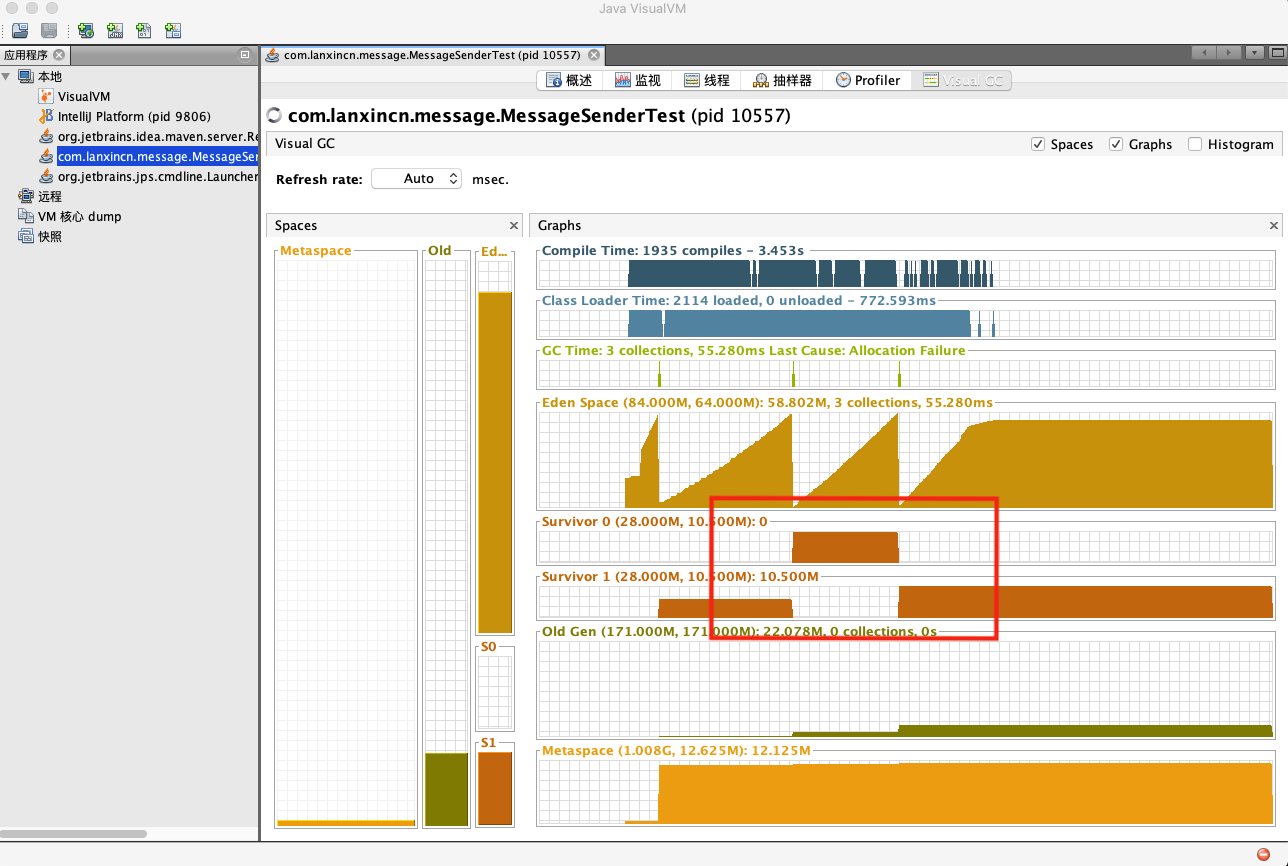 Java VisualVM
应用程序
com.lanxincn.message.MessageSenderTest (pid 10557)
本地
VisualVM
IntelliJ Platform (pid 9806)
org.jetbrains.idea.maven.server.Re
com.lanxincn.message.MessageSer
org.jetbrains.jps.cmdline.Launcher
远程
VM 核心 dump
快照
概述
监视
线程
抽样器
Profiler
Visual GC
com.lanxincn.message.MessageSenderTest (pid 10557)
Visual GC
Spaces
Graphs
Histogram
Refresh rate:
Auto
msec.
Spaces
Graphs
Metaspace
Old
Ed...
S0
S1
Compile Time: 1935 compiles - 3.453s
Class Loader Time: 2114 loaded, 0 unloaded - 772.593ms
GC Time: 3 collections, 55.280ms Last Cause: Allocation Failure
Eden Space (84.000M, 64.000M): 58.802M, 3 collections, 55.280ms
Survivor 0 (28.000M, 10.500M): 0
Survivor 1 (28.000M, 10.500M): 10.500M
Old Gen (171.000M, 171.000M): 22.078M, 0 collections, 0s
Metaspace (1.008G, 12.625M): 12.125M